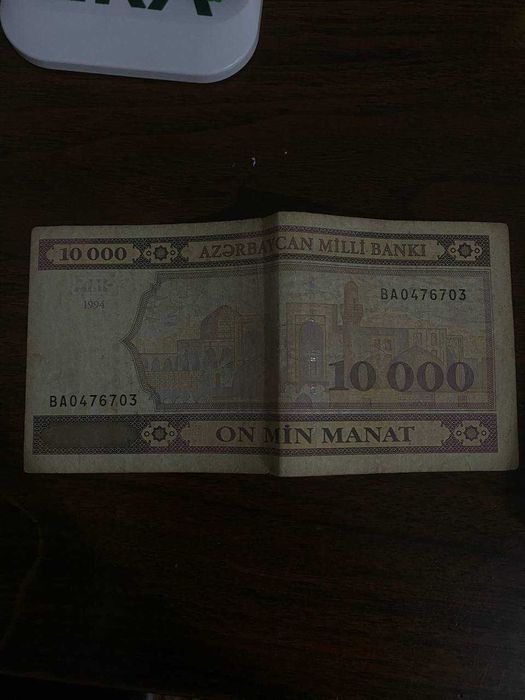 10 000 AZƏRBAYCAN MİLLİ BANKI
BA0476703
1994
10 000
BA0476703
ON MİN MANAT